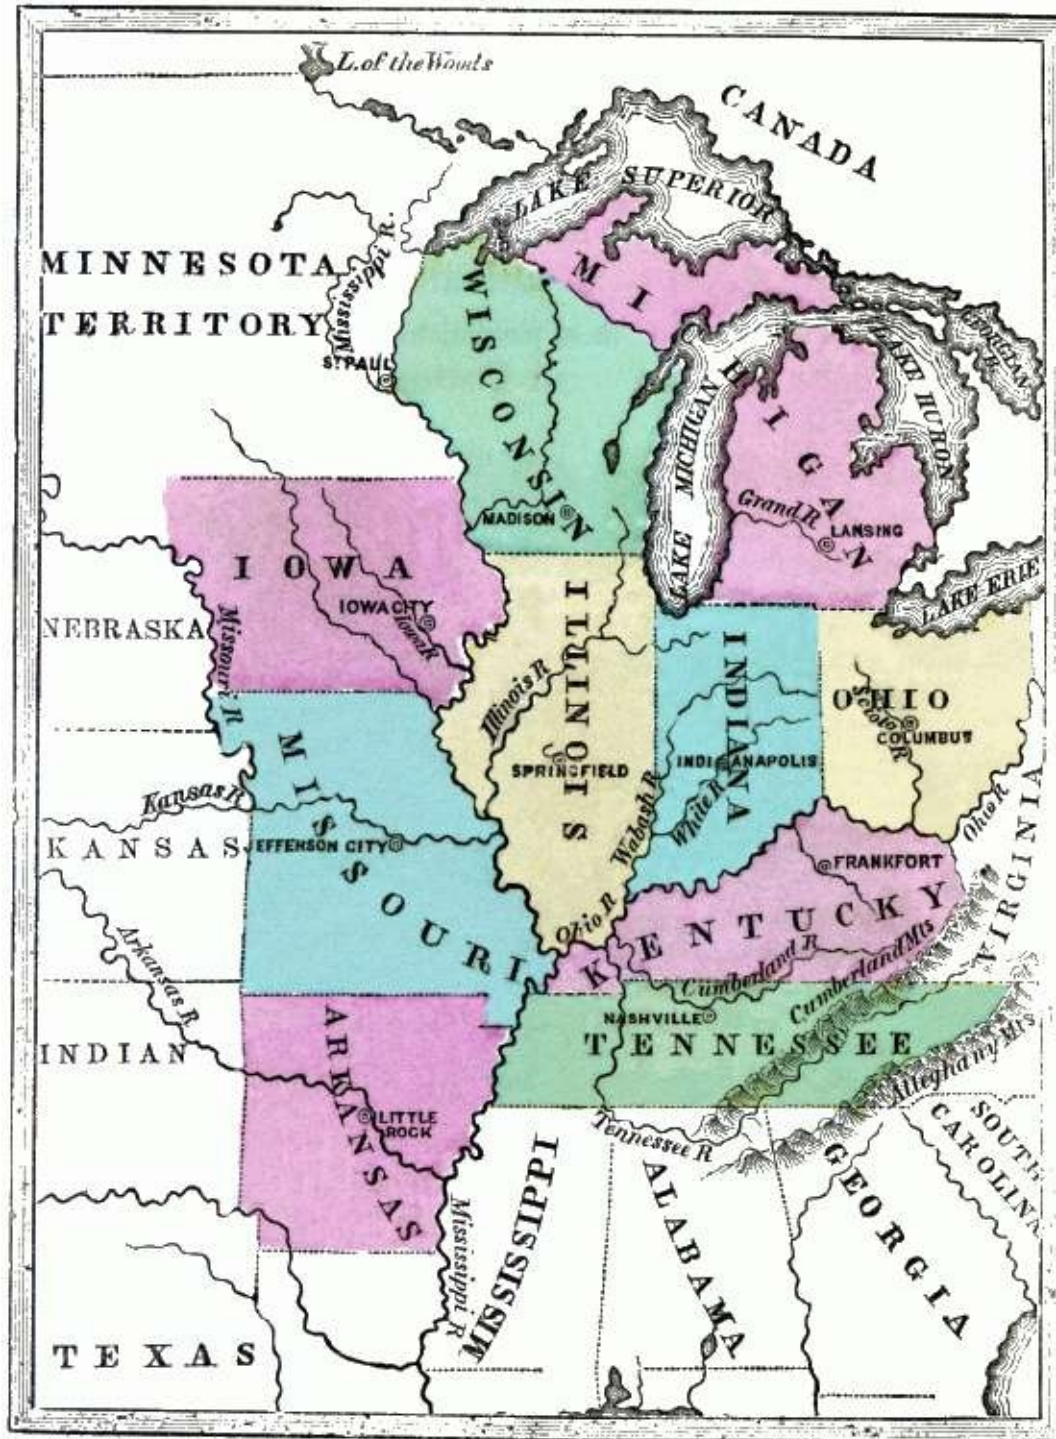 L. of the Woods
CANADA
LAKE SUPERIOR
MINNESOTA
TERRITORY
Mississippi R.
ST PAUL
WISCONSIN
MICHIGAN
LAKE MICHIGAN
LAKE HURON
GEORGIAN
B.
MADISON
Grand R
LANSING
LAKE ERIE
IOWA
IOWA CITY
Iowa R
NEBRASKA
Missouri R
ILLINOIS
Illinois R
SPRINGFIELD
INDIANA
INDIANAPOLIS
Wabash R
White R
OHIO
Scioto R
COLUMBUS
Ohio R
VIRGINIA
MISSOURI
Kansas R
KANSAS
EFFERSON CITY
Ohio R
KENTUCKY
FRANKFORT
Cumberland R
Cumberland Mts
Arkansas R
INDIAN
ARKANSAS
LITTLE
ROCK
NASHVILLE
TENNESSEE
Alleghany Mts
Tennessee R
SOUTH
CAROLINA
MISSISSIPPI
Mississippi R
ALABAMA
GEORGIA
TEXAS